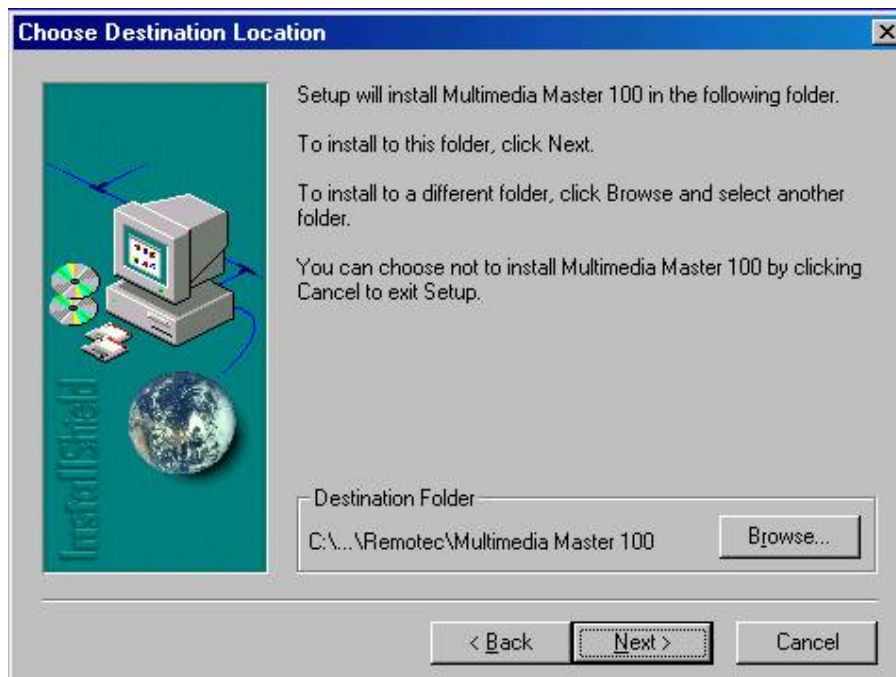 Choose Destination Location
Setup will install Multimedia Master 100 in the following folder.
To install to this folder, click Next.
To install to a different folder, click Browse and select another
folder.
You can choose not to install Multimedia Master 100 by clicking
Cancel to exit Setup.
InstallShield
Destination Folder
C:\...\Remotec\Multimedia Master 100
Browse...
< Back
Next >
Cancel